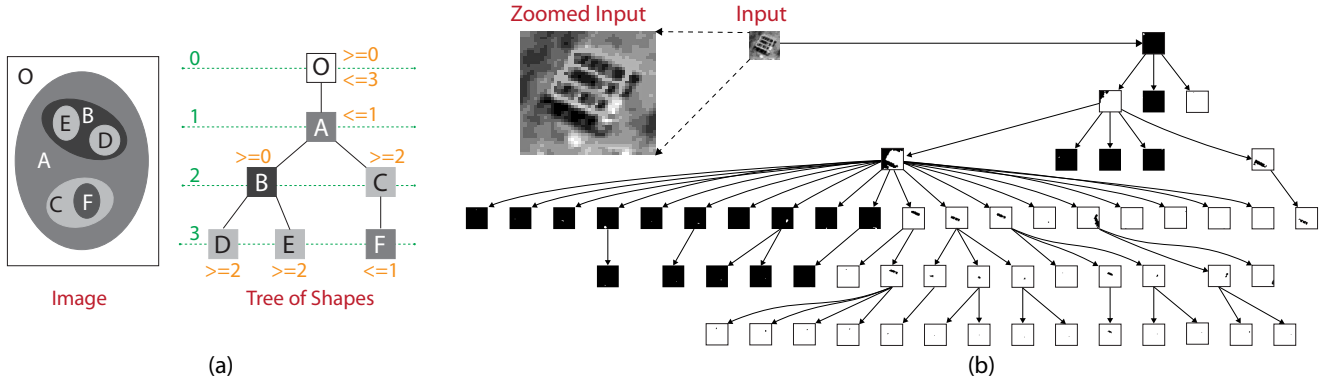 Zoomed Input
Input
O
E
B
D
A
C
F
Image
0
O
>=0
<=3
1
A
<=1
2
>=0
B
>=2
C
3
D
E
F
>=2
>=2
<=1
Tree of Shapes
(a)
(b)